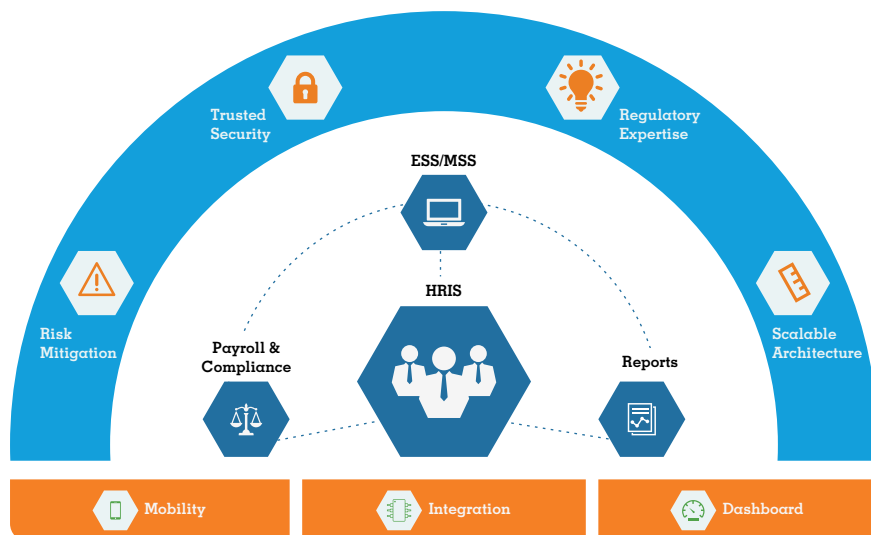 Trusted
Security
Regulatory
Expertise
ESS/MSS
Risk
Mitigation
HRIS
Scalable
Architecture
Payroll &
Compliance
Reports
Mobility
Integration
Dashboard